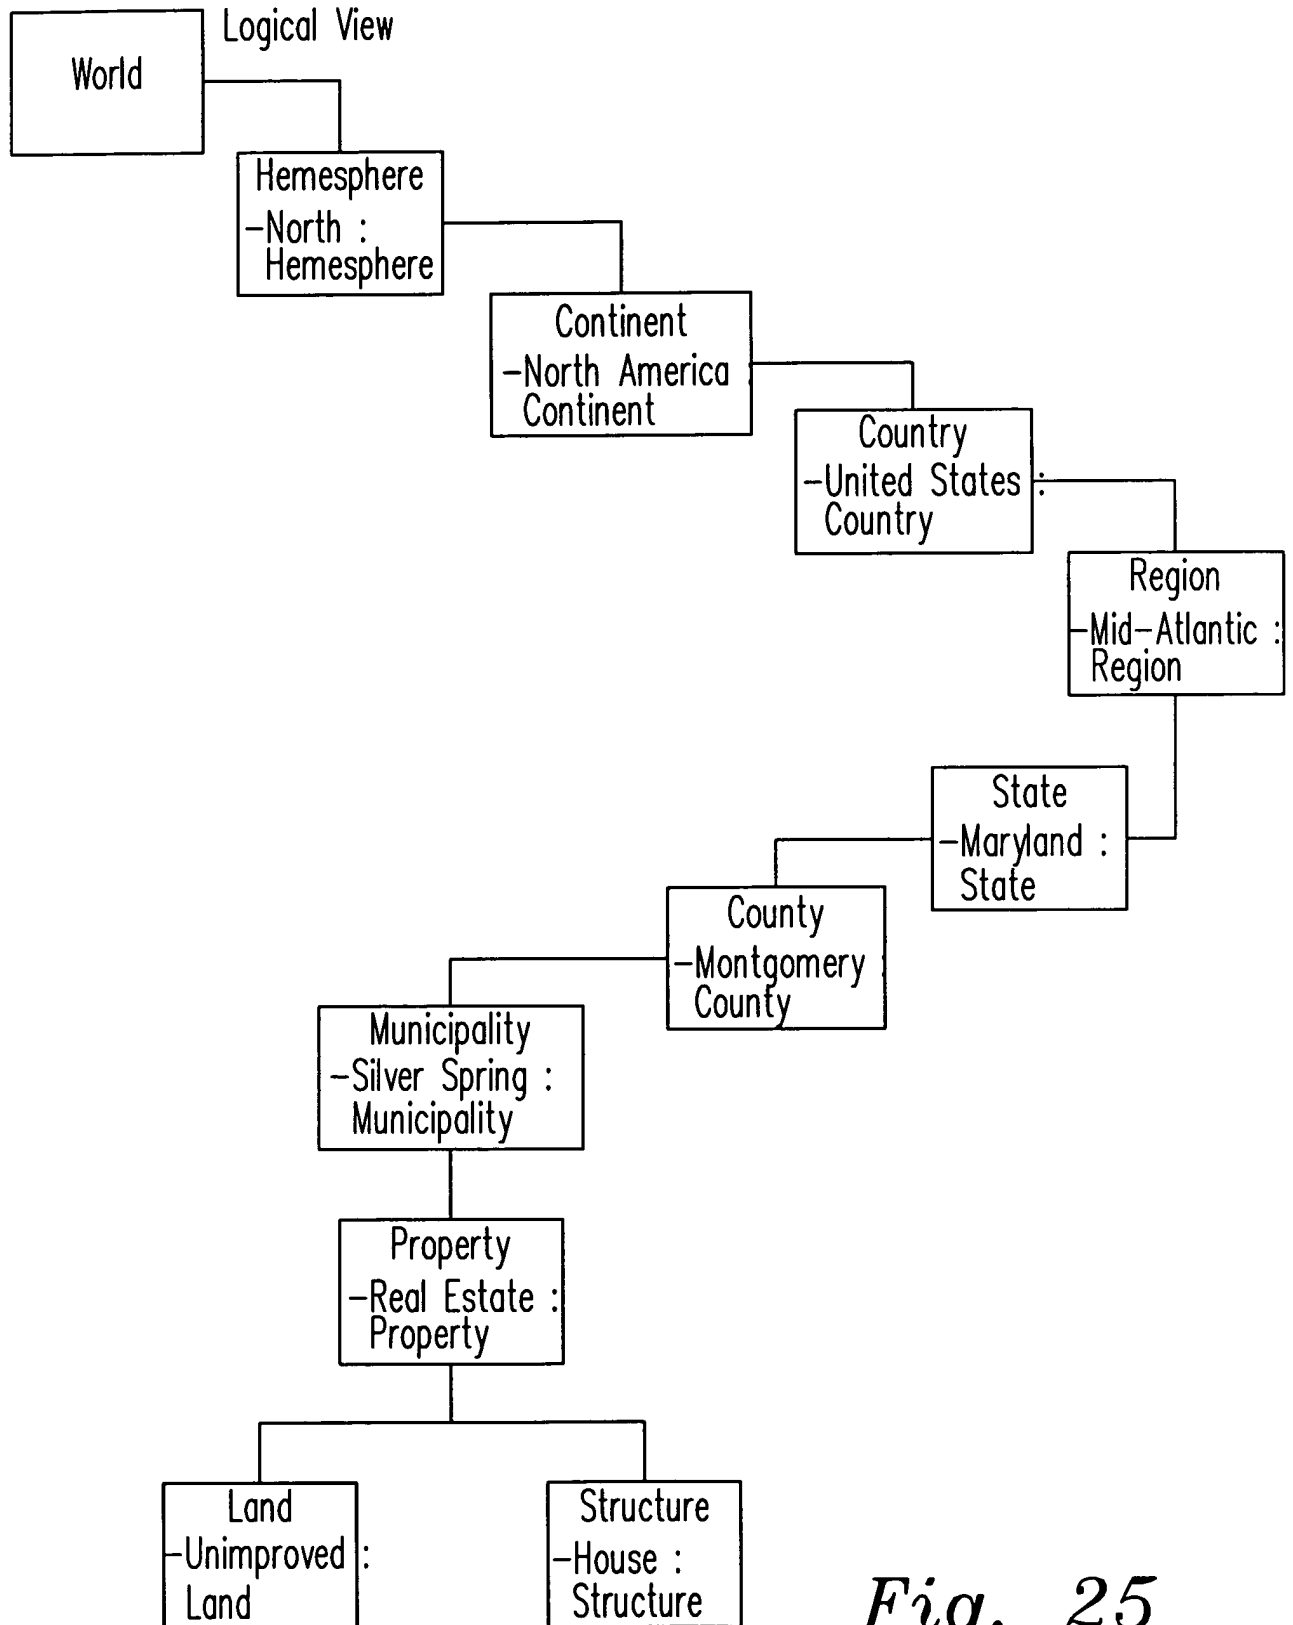 Logical View
World
Hemesphere
-North :
Hemesphere
Continent
-North America
Continent
Country
-United States :
Country
Region
-Mid-Atlantic :
Region
State
-Maryland :
State
County
-Montgomery
County
Municipality
-Silver Spring :
Municipality
Property
-Real Estate :
Property
Land
-Unimproved :
Land
Structure
-House :
Structure
Fig. 25